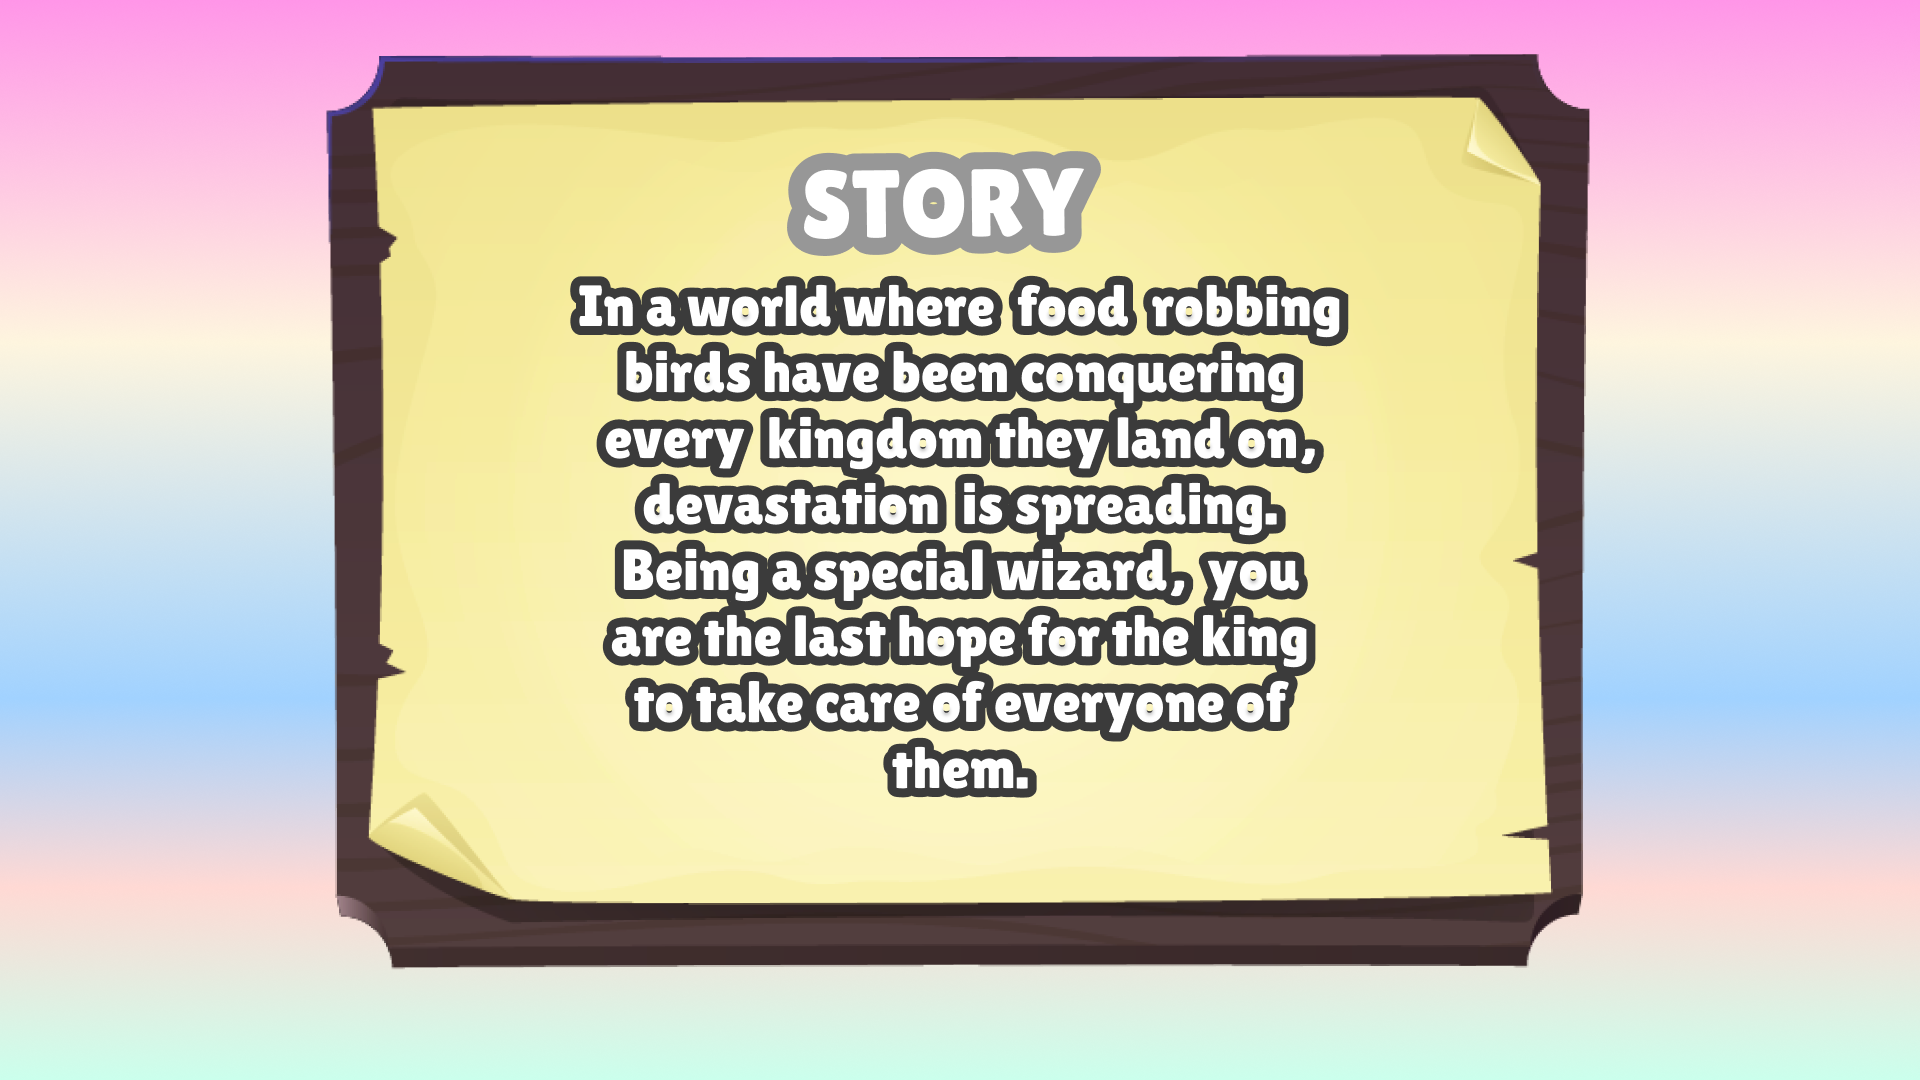 STORY
In a world where food robbing
birds have been conquering
every kingdom they land on,
devastation is spreading.
Being a special wizard, you
are the last hope for the king
to take care of everyone of
them.